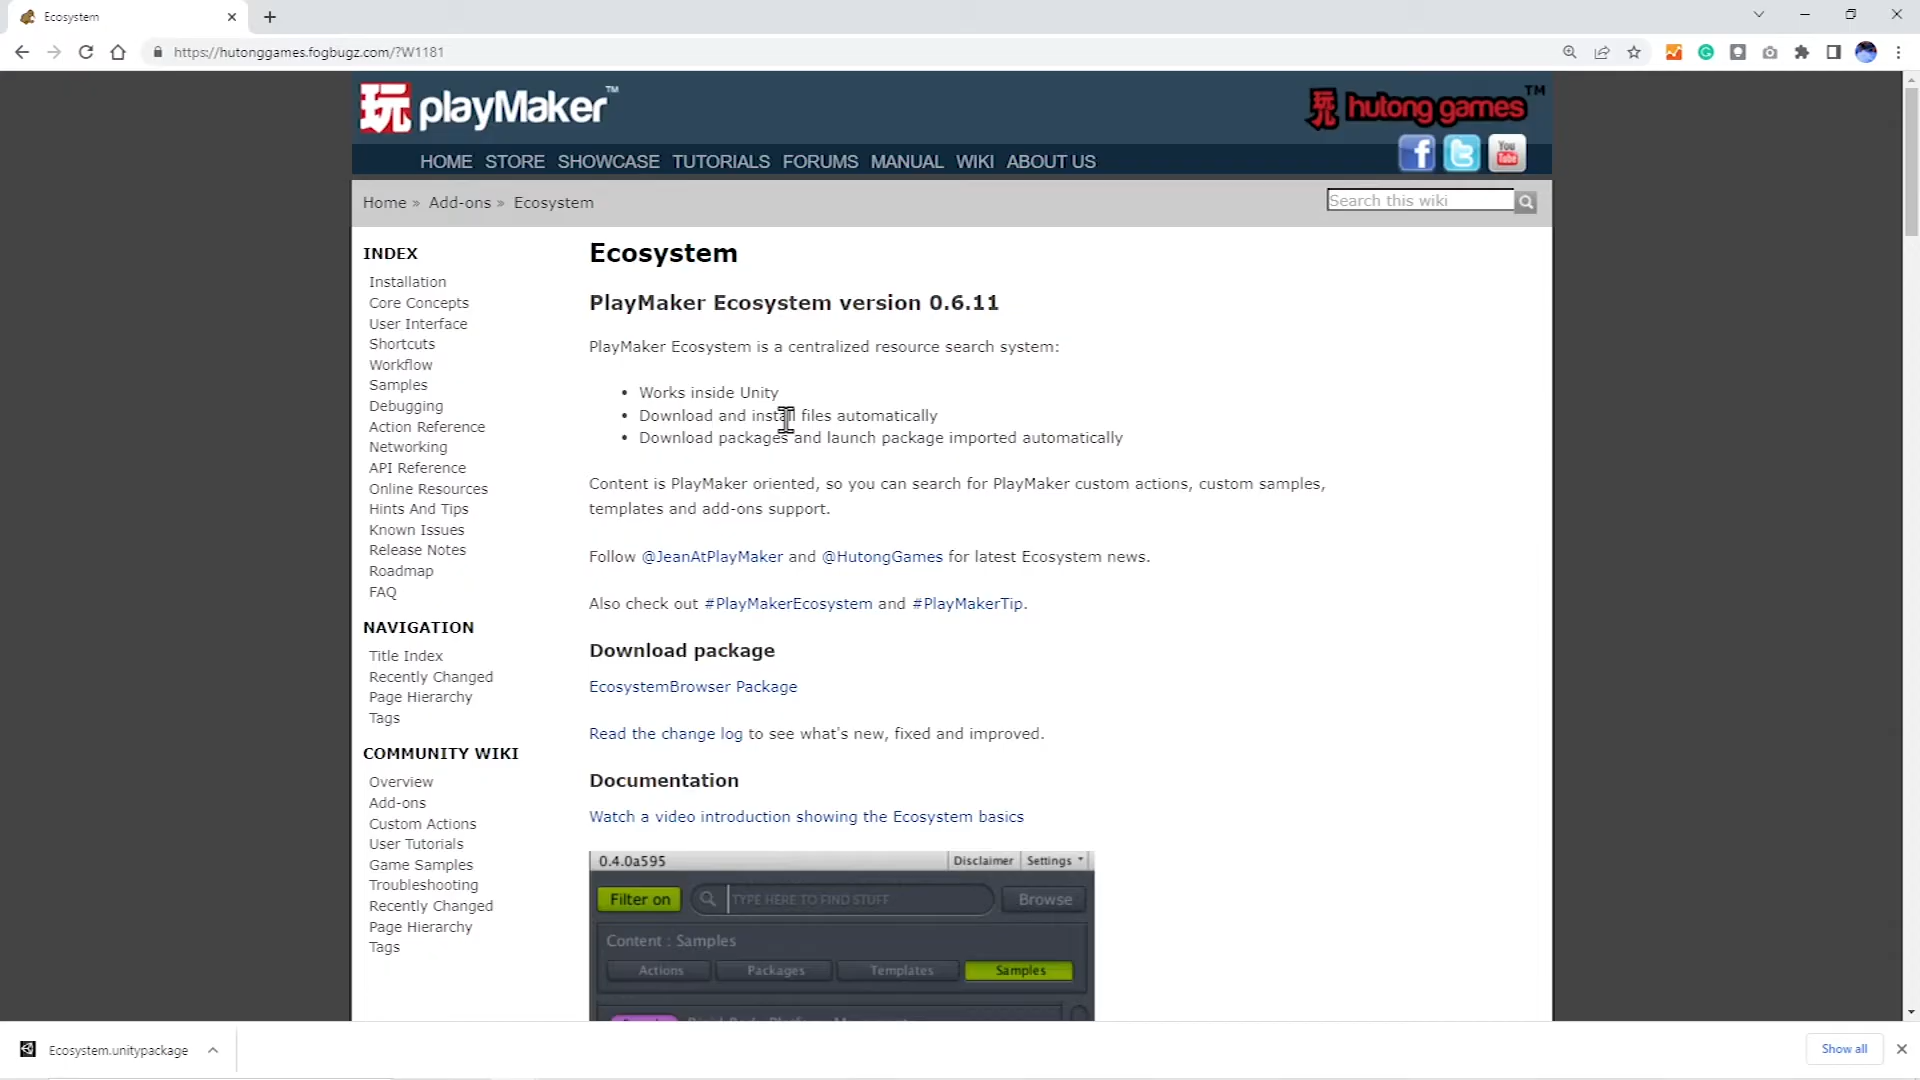 Ecosystem
https://hutonggames.fogbugz.com/?W1181
玩 playMaker™
玩 hutong games™
HOME STORE SHOWCASE TUTORIALS FORUMS MANUAL WIKI ABOUT US
You Tube
Home » Add-ons » Ecosystem
Search this wiki
INDEX
Installation
Core Concepts
User Interface
Shortcuts
Workflow
Samples
Debugging
Action Reference
Networking
API Reference
Online Resources
Hints And Tips
Known Issues
Release Notes
Roadmap
FAQ
NAVIGATION
Title Index
Recently Changed
Page Hierarchy
Tags
COMMUNITY WIKI
Overview
Add-ons
Custom Actions
User Tutorials
Game Samples
Troubleshooting
Recently Changed
Page Hierarchy
Tags
Ecosystem
PlayMaker Ecosystem version 0.6.11
PlayMaker Ecosystem is a centralized resource search system:
• Works inside Unity
• Download and install files automatically
• Download packages and launch package imported automatically
Content is PlayMaker oriented, so you can search for PlayMaker custom actions, custom samples,
templates and add-ons support.
Follow @JeanAtPlayMaker and @HutongGames for latest Ecosystem news.
Also check out #PlayMakerEcosystem and #PlayMakerTip.
Download package
EcosystemBrowser Package
Read the change log to see what's new, fixed and improved.
Documentation
Watch a video introduction showing the Ecosystem basics
0.4.0a595 Disclaimer Settings
Filter on TYPE HERE TO FIND STUFF Browse
Content : Samples
Actions Packages Templates Samples
Ecosystem.unitypackage
Show all